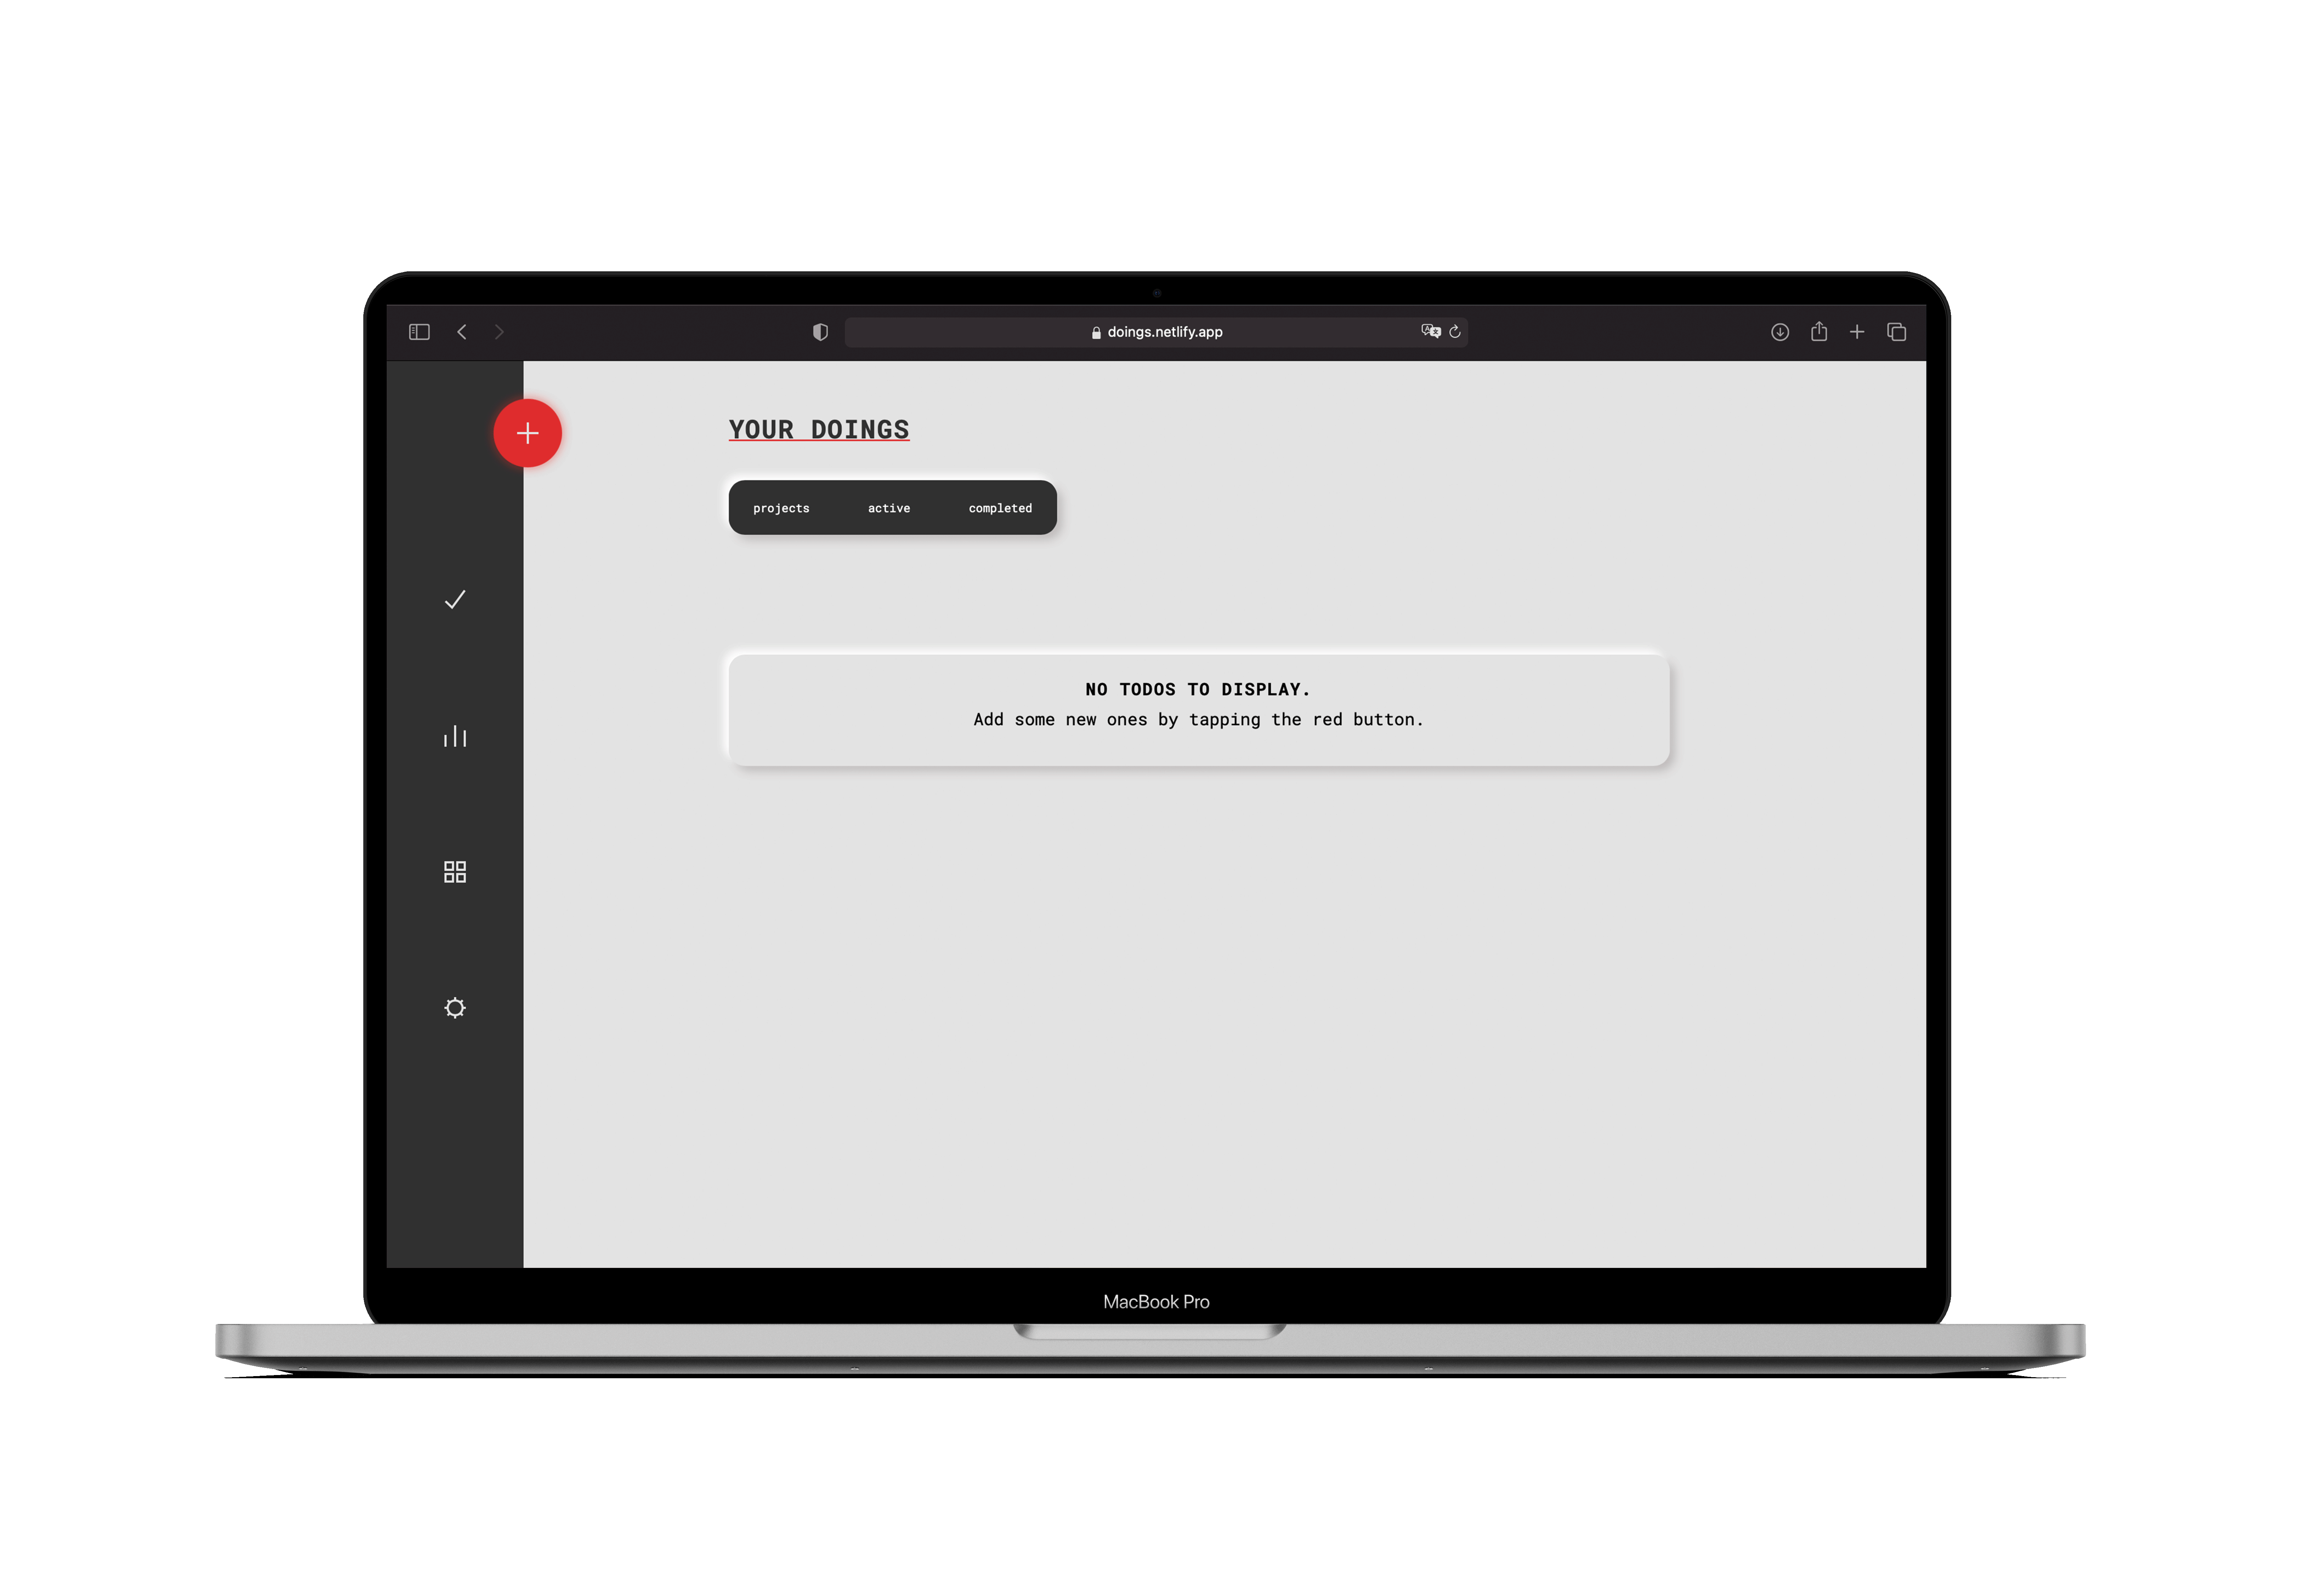 doings.netlify.app
YOUR DOINGS
projects active completed
NO TODOS TO DISPLAY.
Add some new ones by tapping the red button.
MacBook Pro